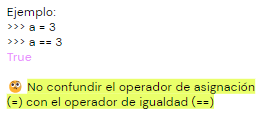 Ejemplo:
>>> a = 3
>>> a == 3
True
🧐 No confundir el operador de asignación
(=) con el operador de igualdad (==)